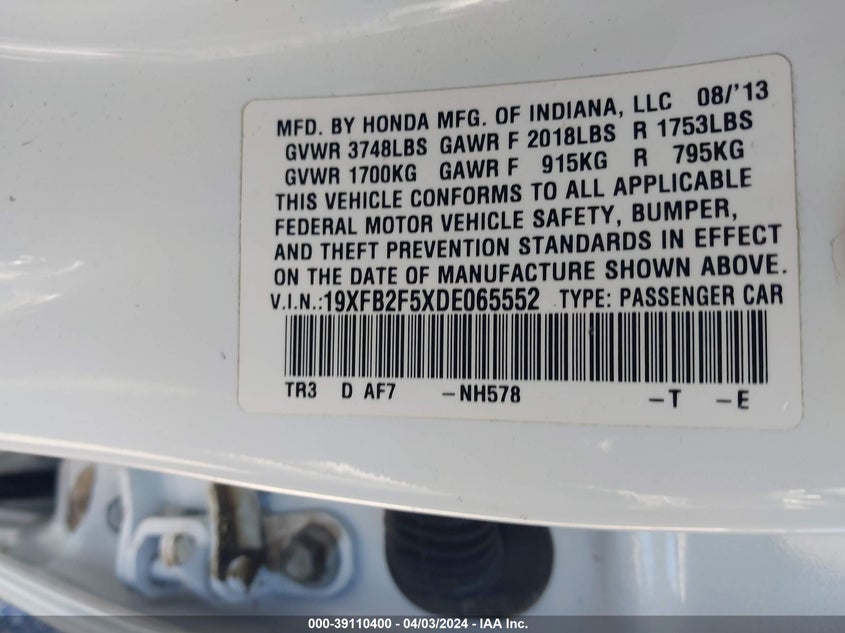 MFD. BY HONDA MFG. OF INDIANA, LLC 08/'13
GVWR 3748LBS GAWR F 2018LBS R 1753LBS
GVWR 1700KG GAWR F 915KG R 795KG
THIS VEHICLE CONFORMS TO ALL APPLICABLE
FEDERAL MOTOR VEHICLE SAFETY, BUMPER,
AND THEFT PREVENTION STANDARDS IN EFFECT
ON THE DATE OF MANUFACTURE SHOWN ABOVE.
V.I.N.:19XFB2F5XDE065552 TYPE: PASSENGER CAR
TR3 D AF7 -NH578 -T -E
000-39110400 - 04/03/2024 - IAAI Inc.